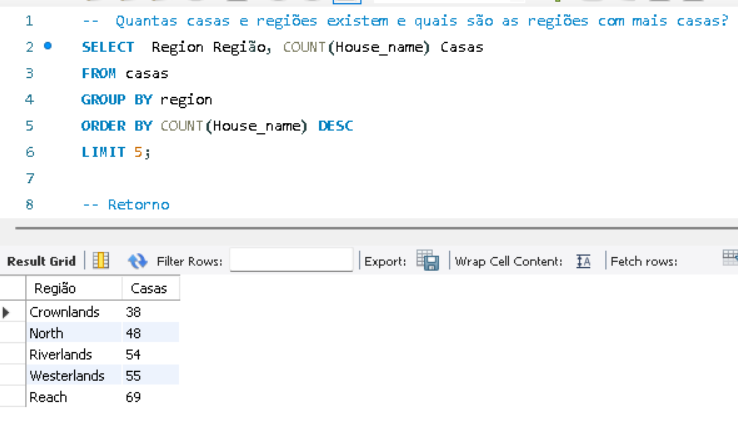 1 -- Quantas casas e regiões existem e quais são as regiões com mais casas?
2 SELECT Region Região, COUNT(House_name) Casas
3 FROM casas
4 GROUP BY region
5 ORDER BY COUNT(House_name) DESC
6 LIMIT 5;
7
8 -- Retorno
Result Grid Filter Rows: Export: Wrap Cell Content: IA Fetch rows:
Região Casas
Crownlands 38
North 48
Riverlands 54
Westerlands 55
Reach 69